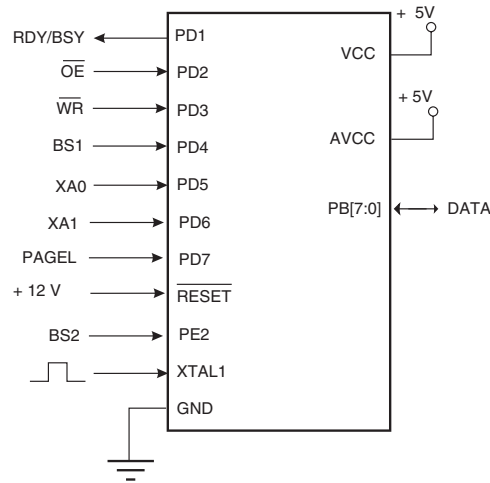 + 5V
RDY/BSY PD1
VCC
OE PD2
WR PD3
+ 5V
BS1 PD4
AVCC
XA0 PD5
PB[7:0] DATA
XA1 PD6
PAGEL PD7
+ 12 V RESET
BS2 PE2
XTAL1
GND